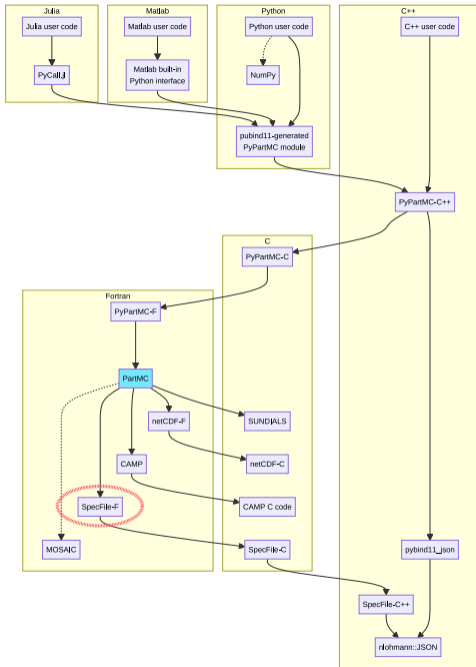 Julia
Matlab
Python
C++
Julia user code
Matlab user code
Python user code
C++ user code
PyCall.jl
Matlab built-in
Python interface
NumPy
pubind11-generated
PyPartMC module
PyPartMC-C++
C
PyPartMC-C
Fortran
PyPartMC-F
PartMC
netCDF-F
SUNDIALS
CAMP
netCDF-C
SpecFile-F
CAMP C code
MOSAIC
SpecFile-C
pybind11_json
SpecFile-C++
nlohmann::JSON